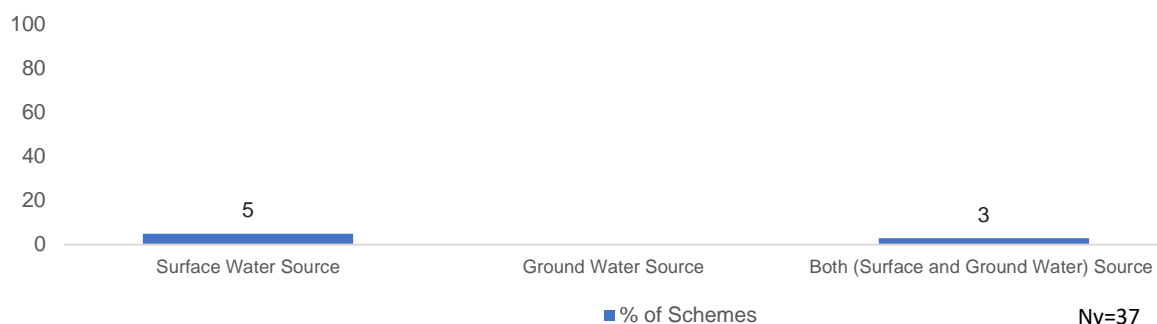 100
80
60
40
20
0
5
3
Surface Water Source
Ground Water Source
Both (Surface and Ground Water) Source
% of Schemes
Nv=37